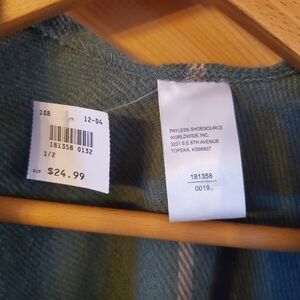 108 12-04
181358 0132
1/2
$24.99
PAYLESS SHOESOURCE
WORLDWIDE, INC.
3231 S.E 6TH AVENUE
TOPEKA, KS66607
181358
0019